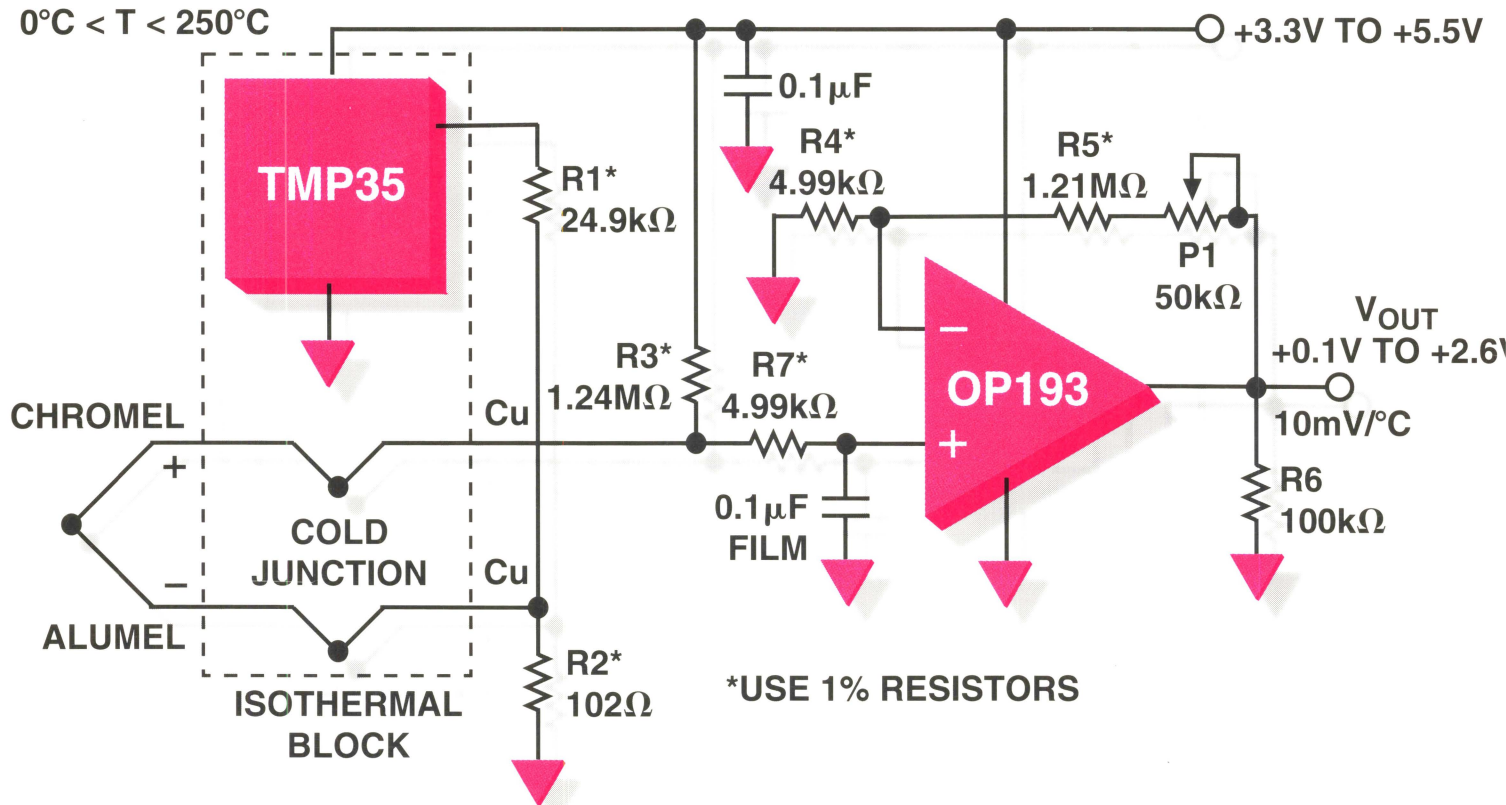 0°C < T < 250°C
+3.3V TO +5.5V
0.1μF
TMP35
R1*
24.9kΩ
R4*
4.99kΩ
R5*
1.21MΩ
P1
50kΩ
VOUT
+0.1V TO +2.6V
R3*
1.24MΩ
R7*
4.99kΩ
OP193
−
+
10mV/°C
CHROMEL
Cu
+
COLD
JUNCTION
0.1μF
FILM
R6
100kΩ
−
Cu
ALUMEL
R2*
102Ω
*USE 1% RESISTORS
ISOTHERMAL
BLOCK